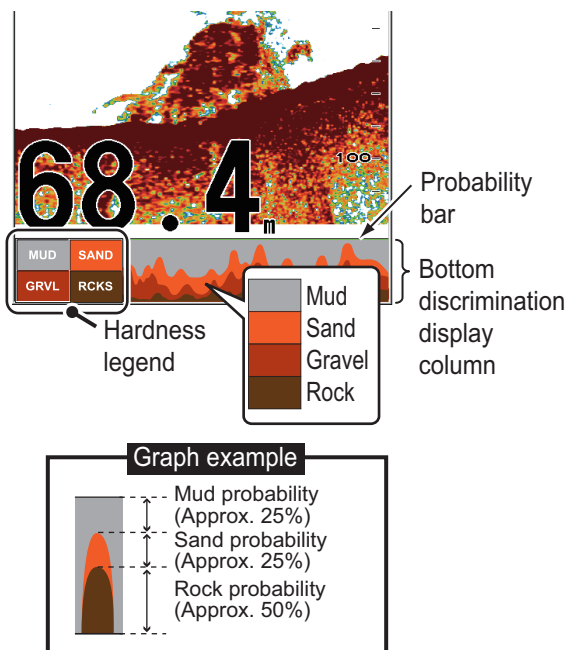 100
68.4m
Probability
bar
MUD SAND
GRVL RCKS
Bottom
discrimination
display
column
Hardness
legend
Mud
Sand
Gravel
Rock
Graph example
Mud probability
(Approx. 25%)
Sand probability
(Approx. 25%)
Rock probability
(Approx. 50%)